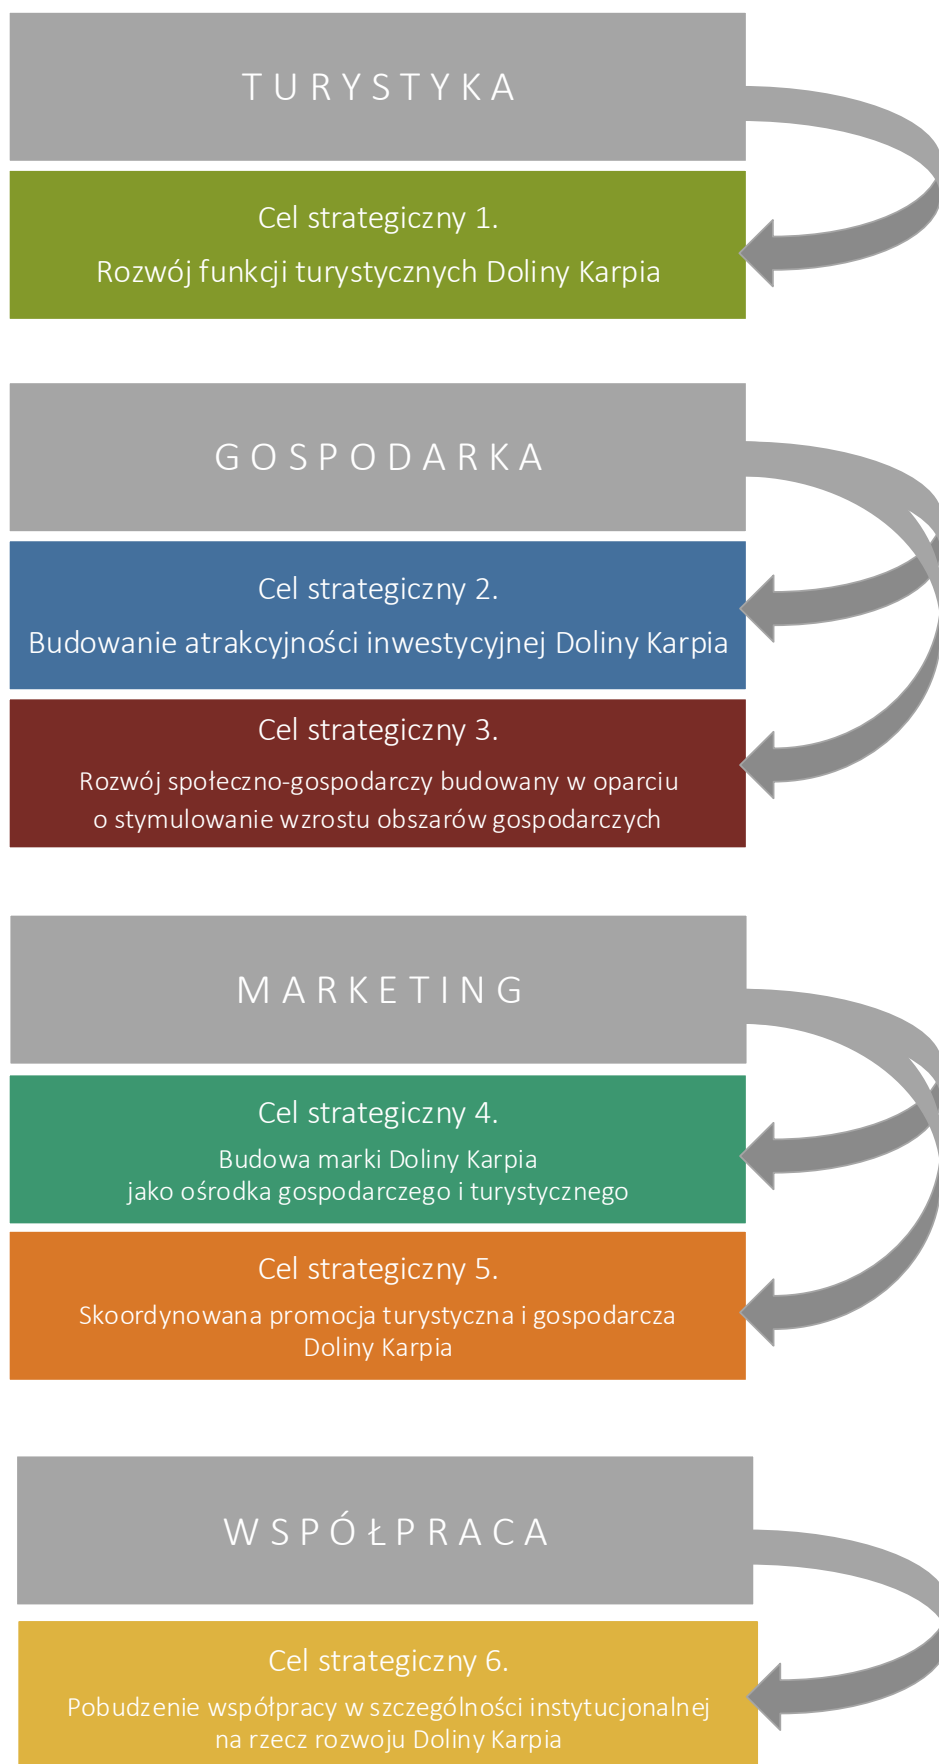 TURYSTYKA
Cel strategiczny 1.
Rozwój funkcji turystycznych Doliny Karpia
GOSPODARKA
Cel strategiczny 2.
Budowanie atrakcyjności inwestycyjnej Doliny Karpia
Cel strategiczny 3.
Rozwój społeczno-gospodarczy budowany w oparciu
o stymulowanie wzrostu obszarów gospodarczych
MARKETING
Cel strategiczny 4.
Budowa marki Doliny Karpia
jako ośrodka gospodarczego i turystycznego
Cel strategiczny 5.
Skoordynowana promocja turystyczna i gospodarcza
Doliny Karpia
WSPÓŁPRACA
Cel strategiczny 6.
Pobudzenie współpracy w szczególności instytucjonalnej
na rzecz rozwoju Doliny Karpia